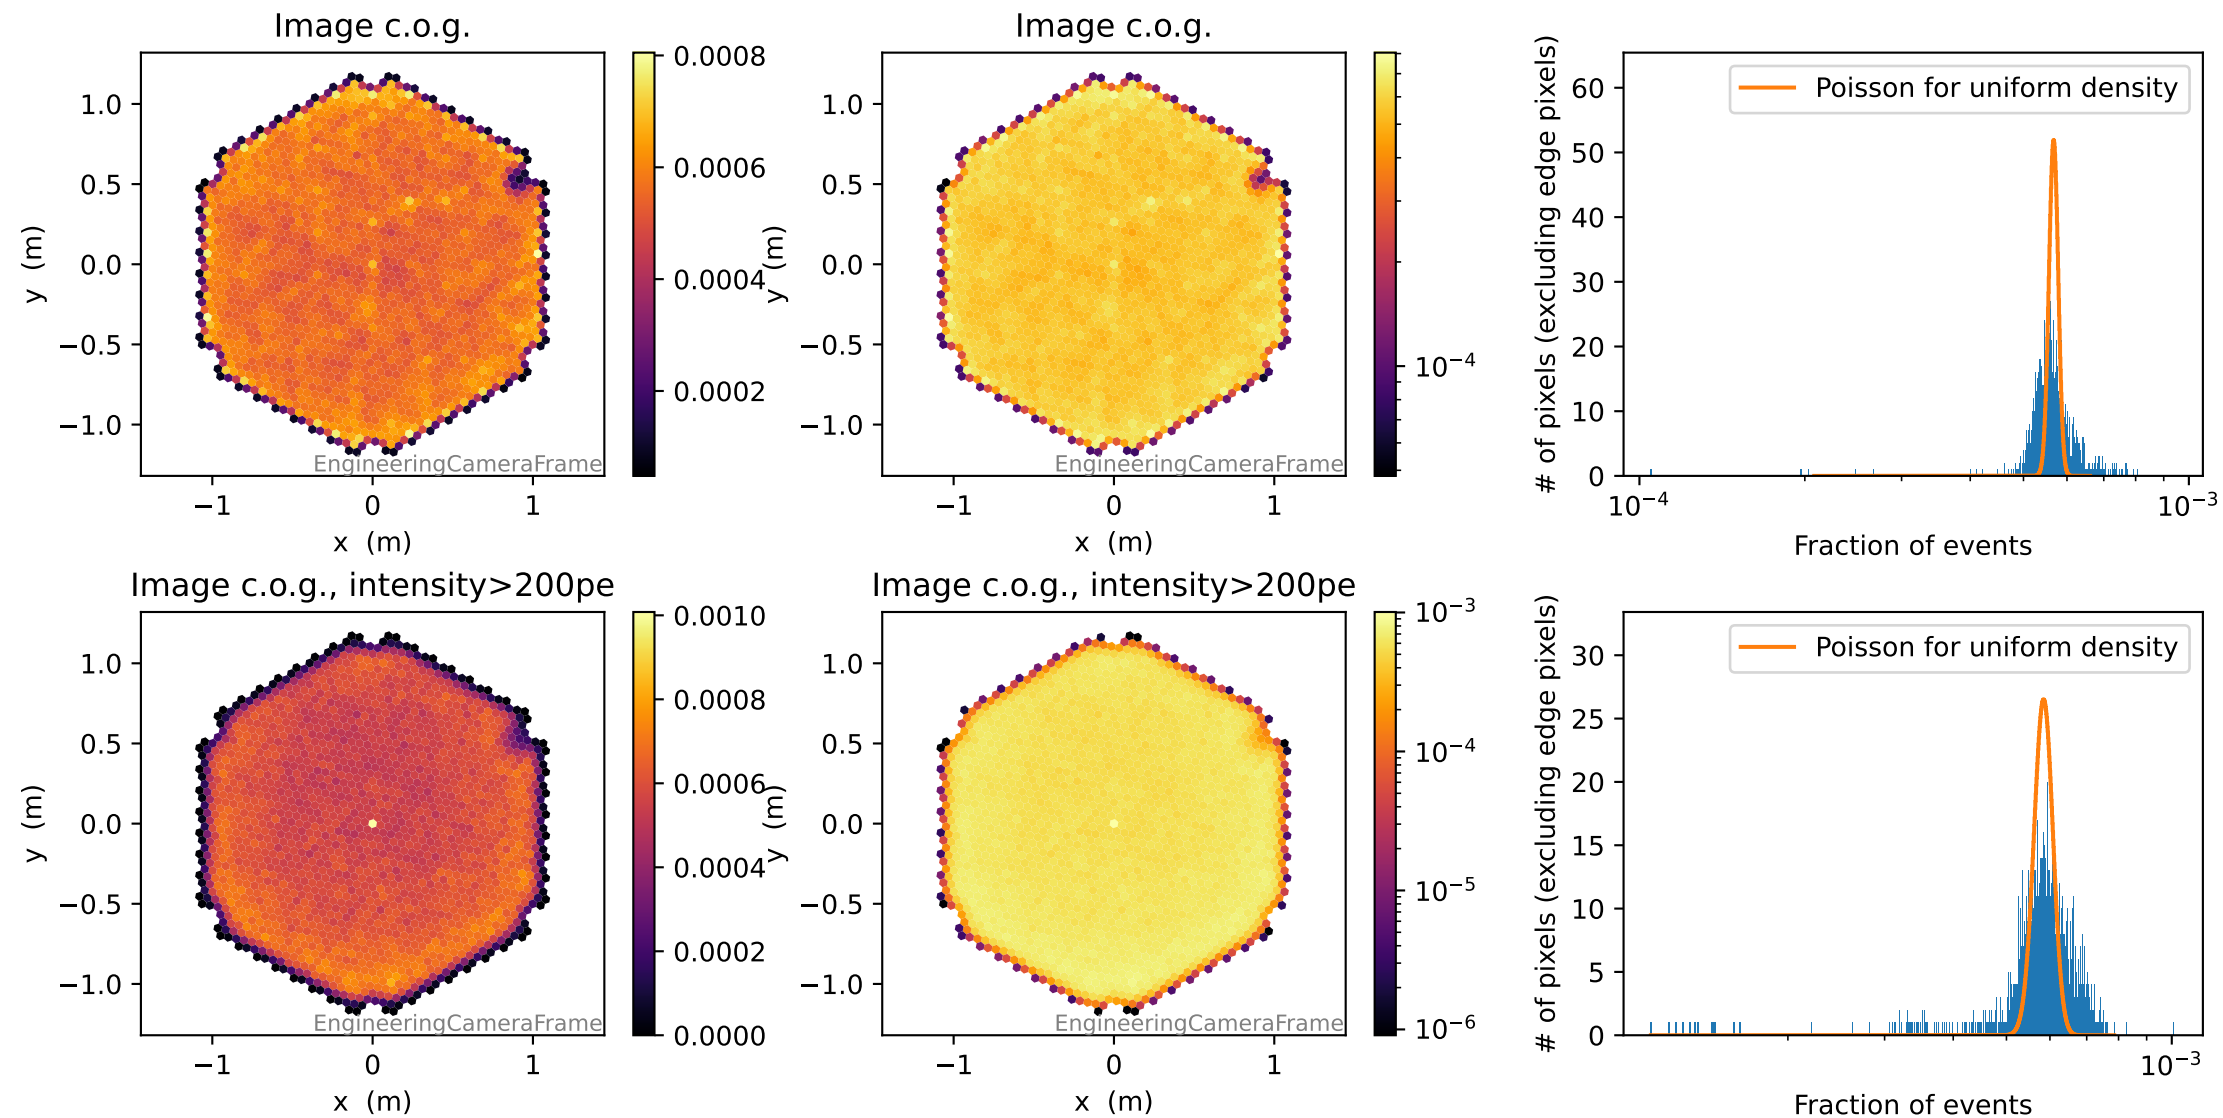 Image c.o.g.
1.0
0.5
0.0
−0.5
−1.0
y (m)
−1
0
1
x (m)
EngineeringCameraFrame
0.0008
0.0006
0.0004
0.0002
Image c.o.g.
1.0
0.5
0.0
−0.5
−1.0
y (m)
−1
0
1
x (m)
EngineeringCameraFrame
10⁻⁴
Poisson for uniform density
# of pixels (excluding edge pixels)
60
50
40
30
20
10
0
10⁻⁴
10⁻³
Fraction of events
Image c.o.g., intensity>200pe
1.0
0.5
0.0
−0.5
−1.0
y (m)
−1
0
1
x (m)
EngineeringCameraFrame
0.0010
0.0008
0.0006
0.0004
0.0002
0.0000
Image c.o.g., intensity>200pe
1.0
0.5
0.0
−0.5
−1.0
y (m)
−1
0
1
x (m)
EngineeringCameraFrame
10⁻³
10⁻⁴
10⁻⁵
10⁻⁶
Poisson for uniform density
# of pixels (excluding edge pixels)
30
25
20
15
10
5
0
10⁻³
Fraction of events